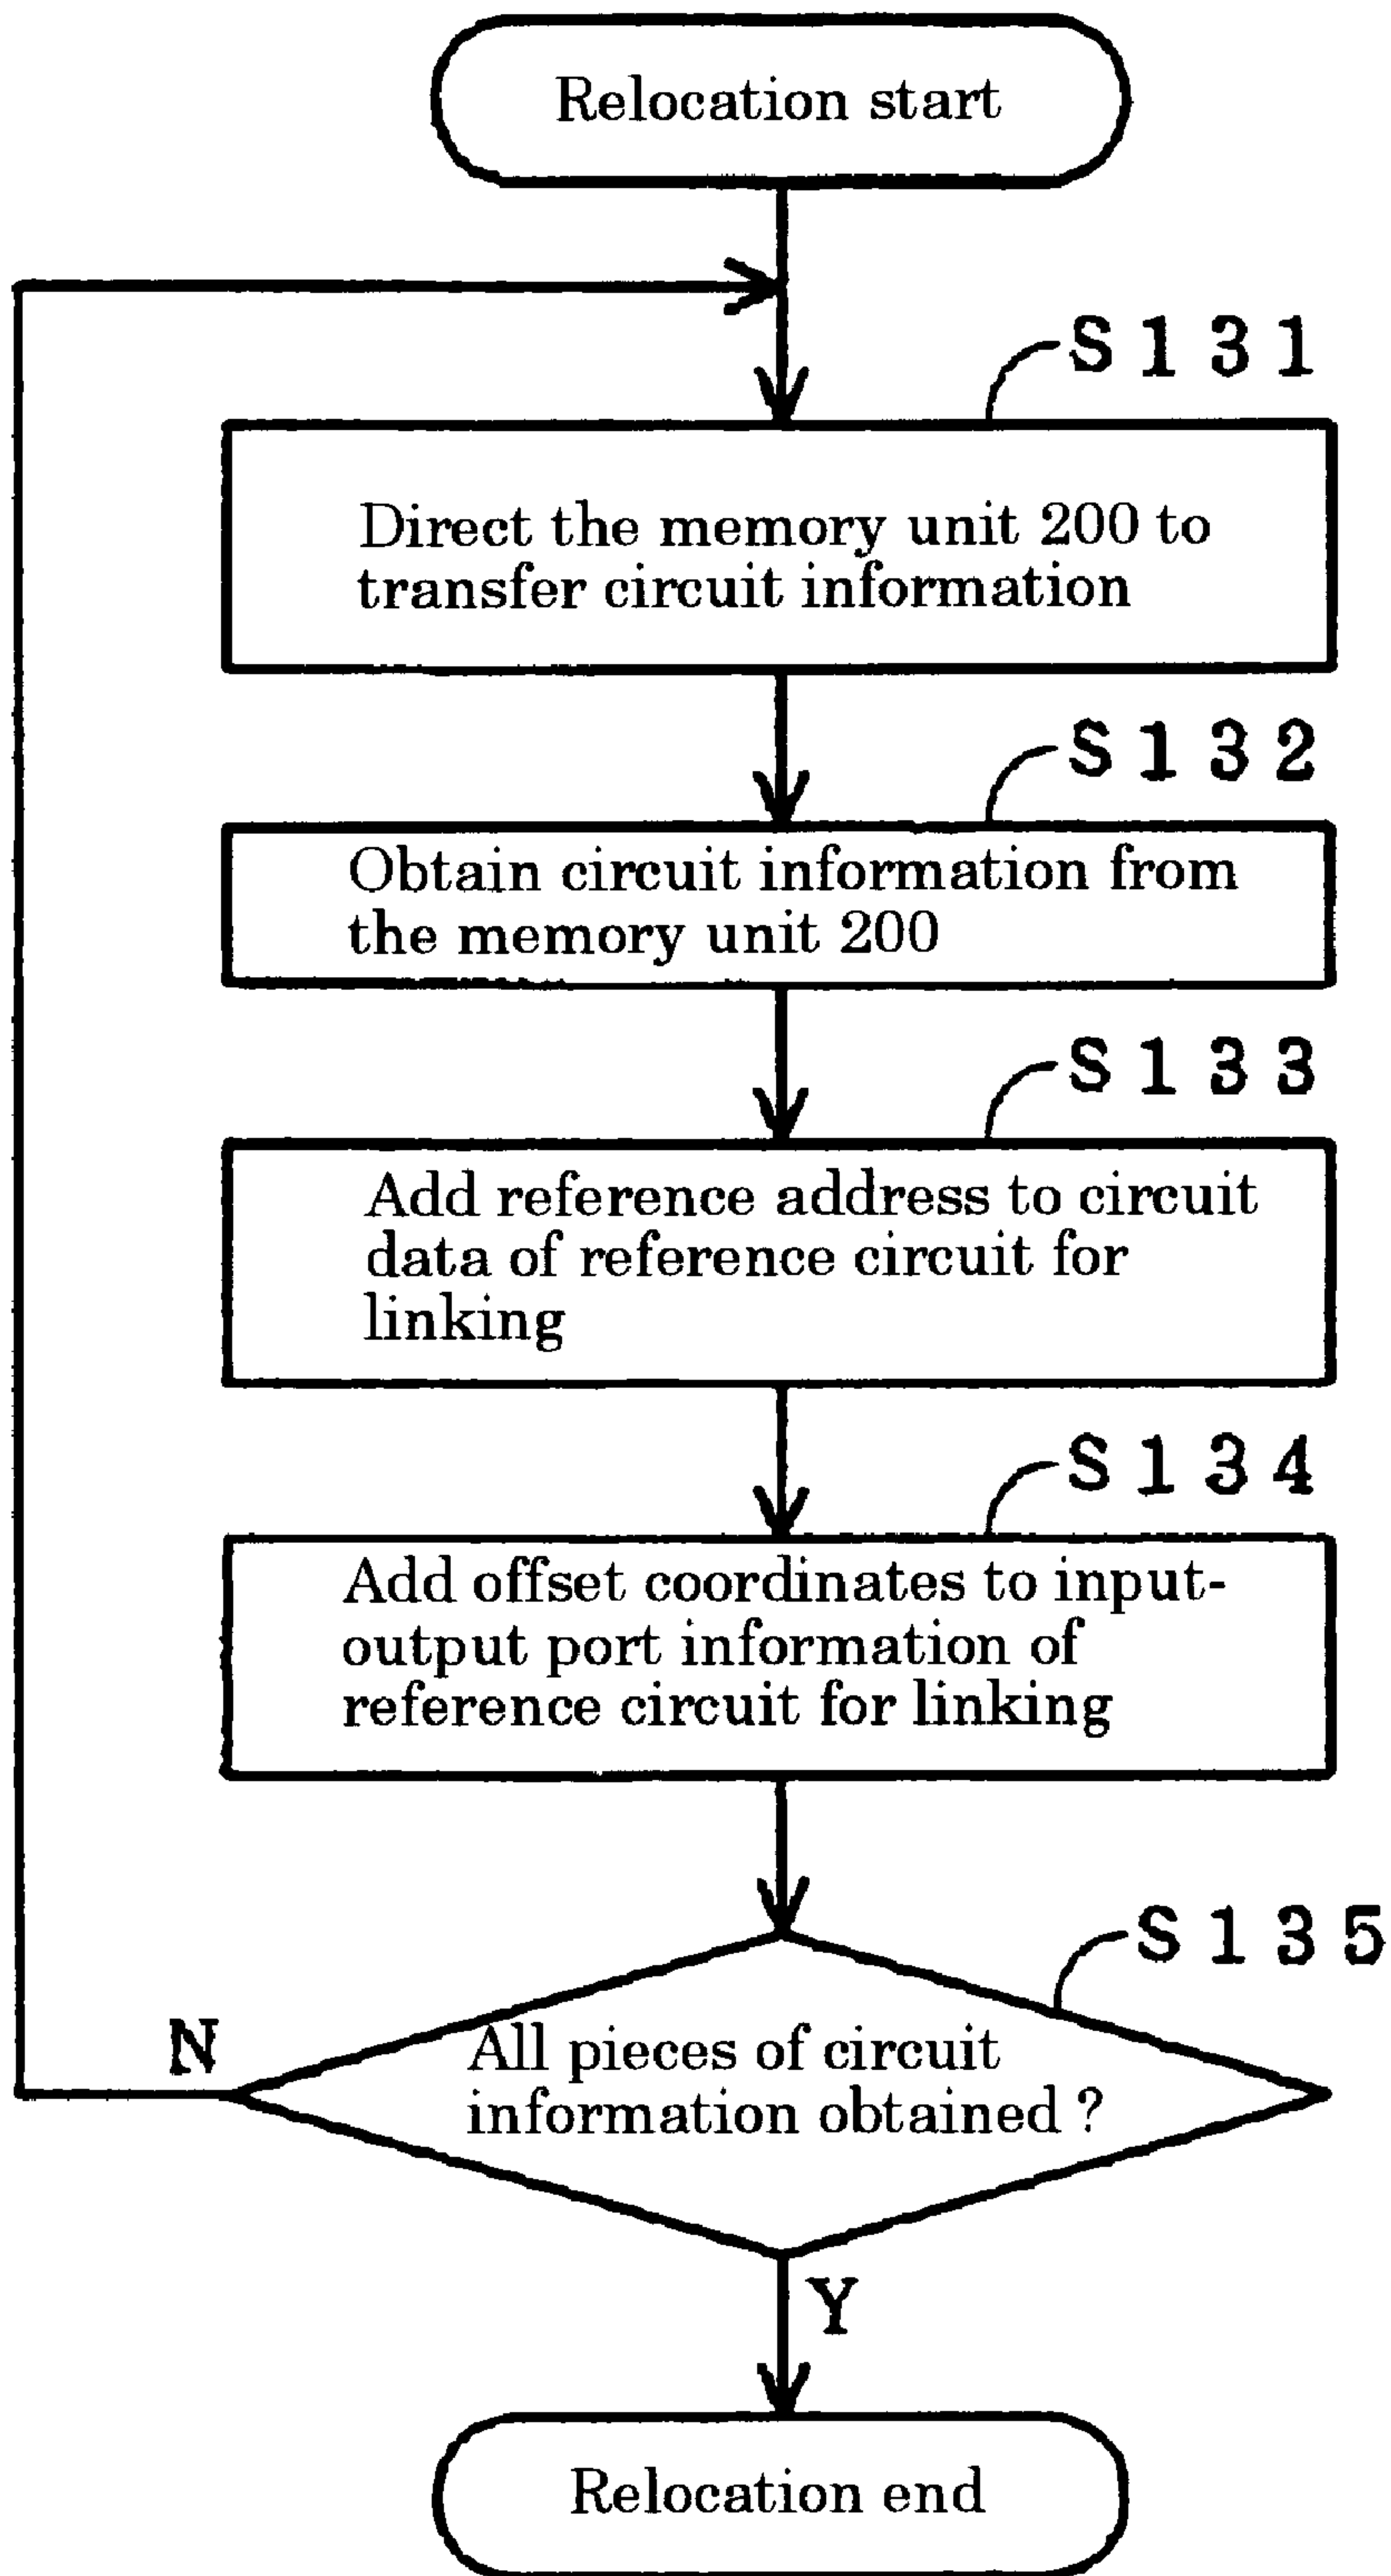 Relocation start
S131
Direct the memory unit 200 to
transfer circuit information
S132
Obtain circuit information from
the memory unit 200
S133
Add reference address to circuit
data of reference circuit for
linking
S134
Add offset coordinates to input-
output port information of
reference circuit for linking
S135
N
All pieces of circuit
information obtained ?
Y
Relocation end